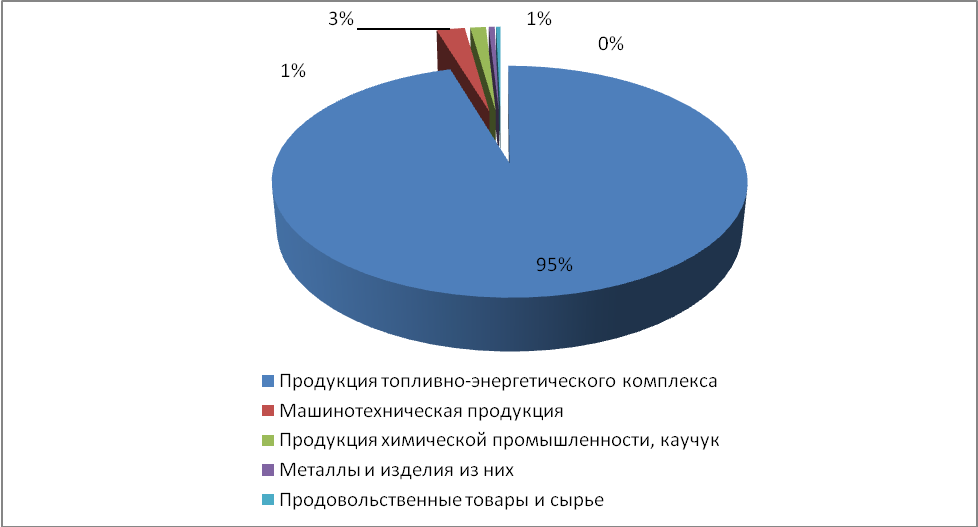 3%
1%
0%
1%
95%
Продукция топливно-энергетического комплекса
Машинотехническая продукция
Продукция химической промышленности, каучук
Металлы и изделия из них
Продовольственные товары и сырье